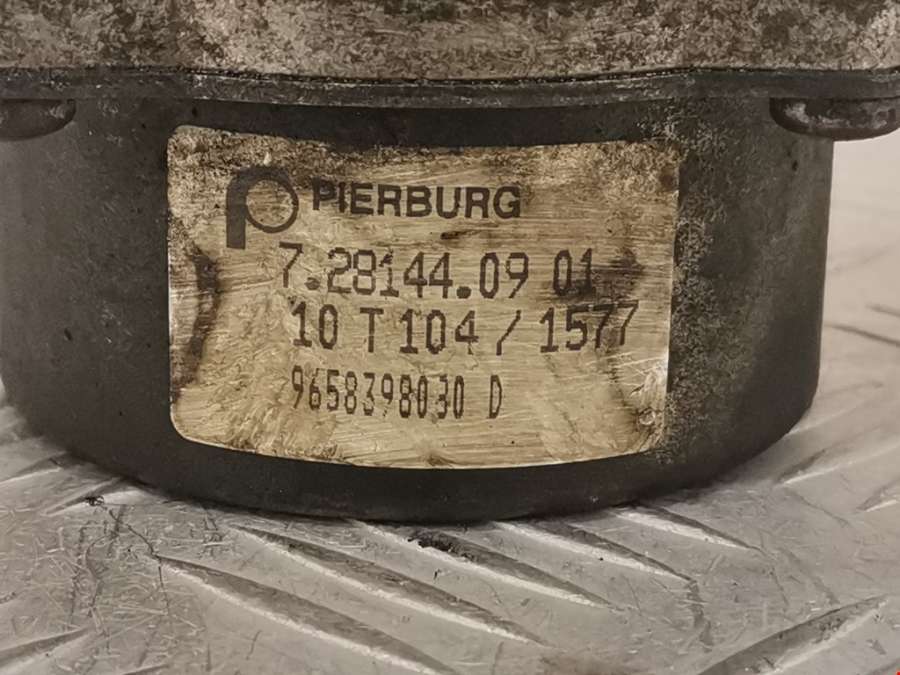 PIERBURG
7.28144.09 01
10 T 104 / 1577
9658398030 D